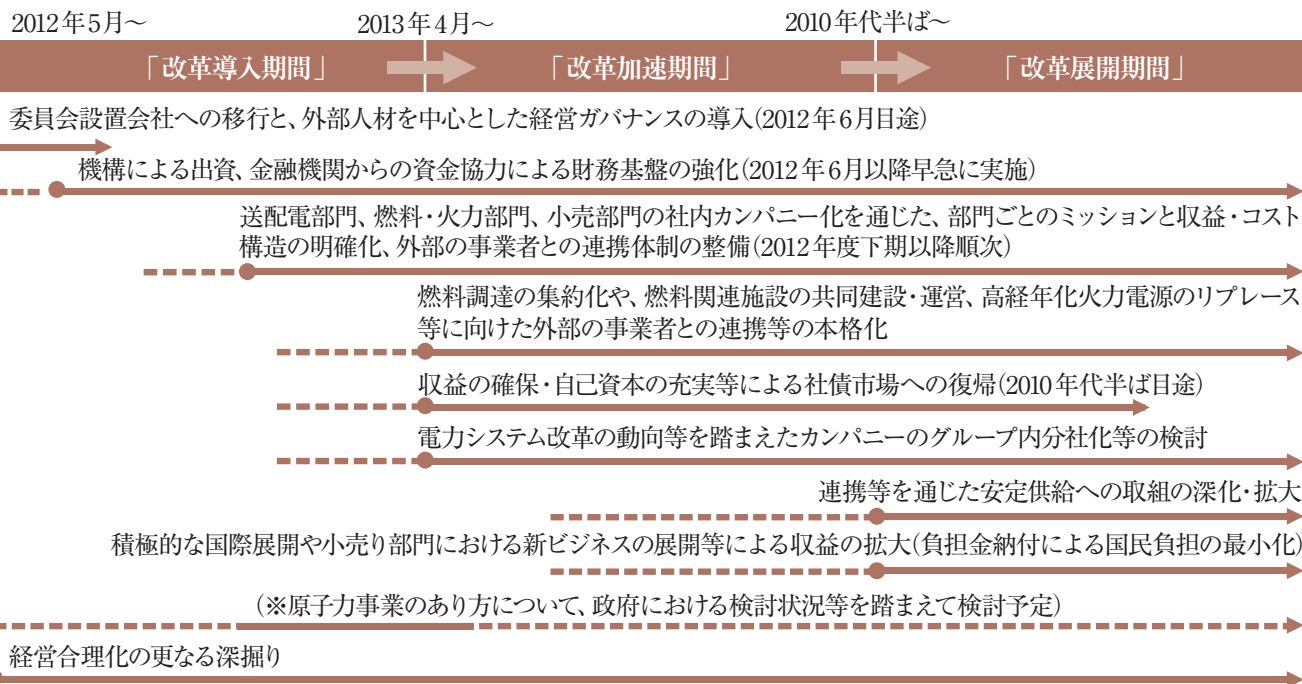 2012年5月～
2013年4月～
2010年代半ば～
「改革導入期間」
「改革加速期間」
「改革展開期間」
委員会設置会社への移行と、外部人材を中心とした経営ガバナンスの導入(2012年6月目途)
機構による出資、金融機関からの資金協力による財務基盤の強化(2012年6月以降早急に実施)
送配電部門、燃料・火力部門、小売部門の社内カンパニー化を通じた、部門ごとのミッションと収益・コスト
構造の明確化、外部の事業者との連携体制の整備(2012年度下期以降順次)
燃料調達の集約化や、燃料関連施設の共同建設・運営、高経年化火力電源のリプレース
等に向けた外部の事業者との連携等の本格化
収益の確保・自己資本の充実等による社債市場への復帰(2010年代半ば目途)
電力システム改革の動向等を踏まえたカンパニーのグループ内分社化等の検討
連携等を通じた安定供給への取組の深化・拡大
積極的な国際展開や小売り部門における新ビジネスの展開等による収益の拡大(負担金納付による国民負担の最小化)
(※原子力事業のあり方について、政府における検討状況等を踏まえて検討予定)
経営合理化の更なる深掘り